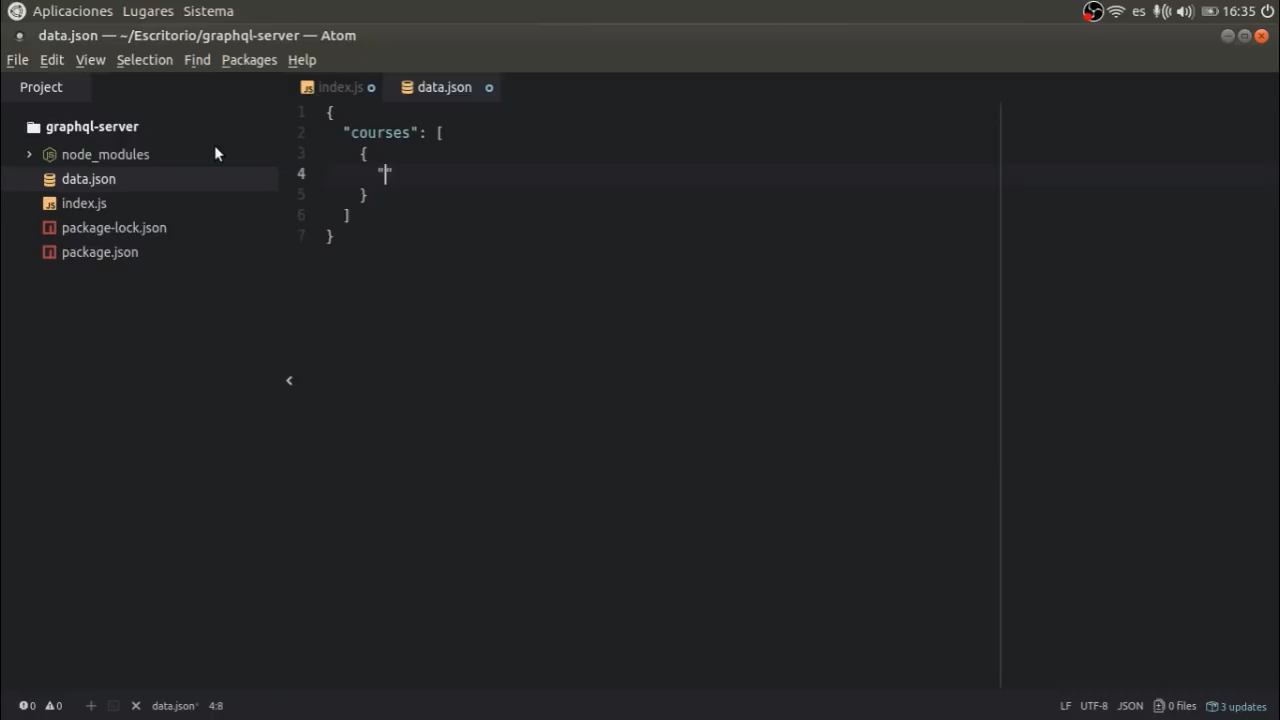 Aplicaciones Lugares Sistema es 16:35
data.json — ~/Escritorio/graphql-server — Atom
File Edit View Selection Find Packages Help
Project index.js data.json
graphql-server
node_modules
data.json
index.js
package-lock.json
package.json
1 {
2 "courses": [
3 {
4 ""
5 }
6 ]
7 }
0 0 data.json* 4:8 LF UTF-8 JSON 0 files 3 updates